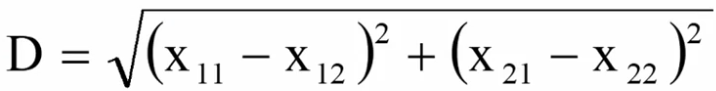 D = √(x₁₁ − x₁₂)² + (x₂₁ − x₂₂)²